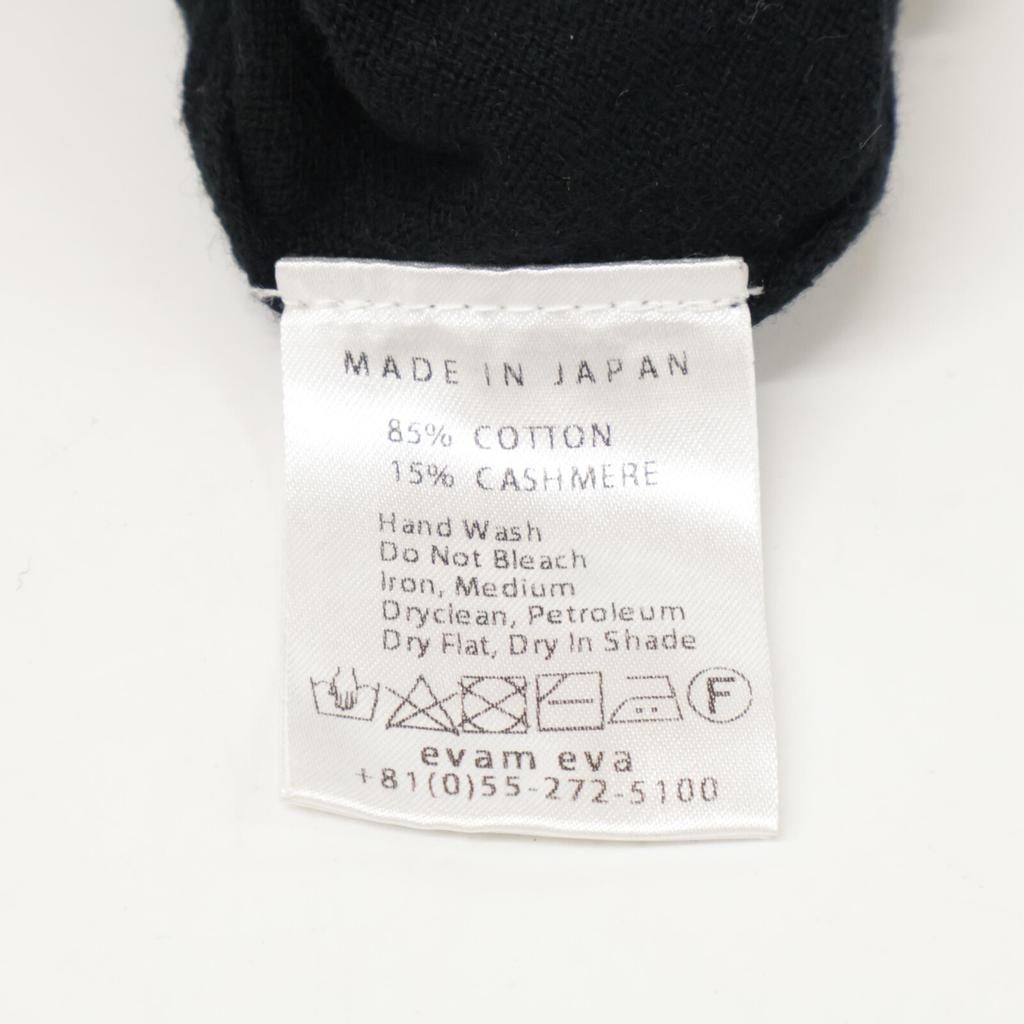 MADE IN JAPAN
85% COTTON
15% CASHMERE
Hand Wash
Do Not Bleach
Iron, Medium
Dryclean, Petroleum
Dry Flat, Dry In Shade
F
evam eva
+81(0)55-272-5100